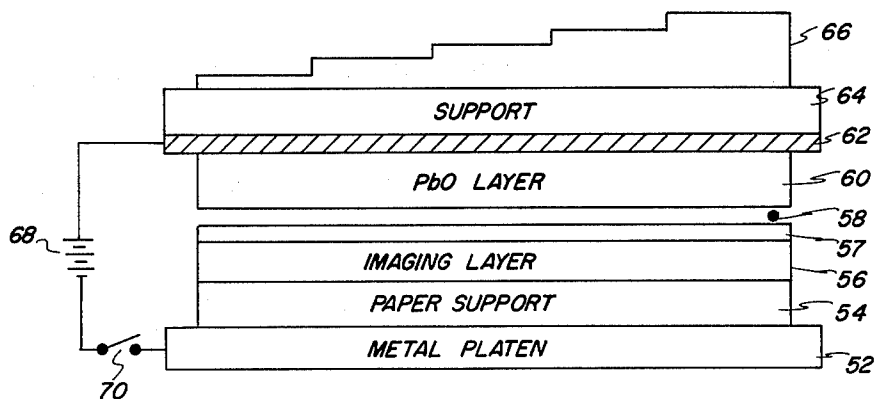 66
64
SUPPORT
62
PbO LAYER
60
58
68
57
IMAGING LAYER
56
PAPER SUPPORT
54
METAL PLATEN
52
70